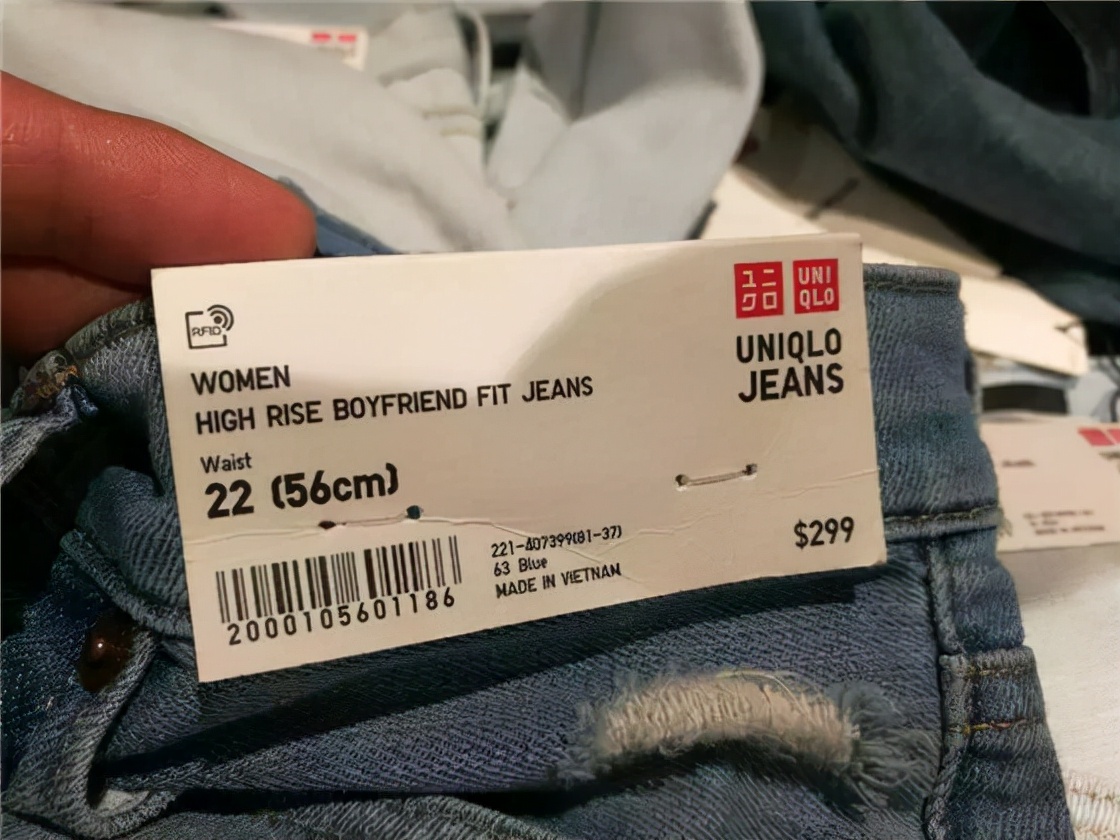 RFID
ユニ
クロ
UNI
QLO
UNIQLO
JEANS
WOMEN
HIGH RISE BOYFRIEND FIT JEANS
Waist
22 (56cm)
221-407399(81-37)
63 Blue
MADE IN VIETNAM
$299
2000105601186